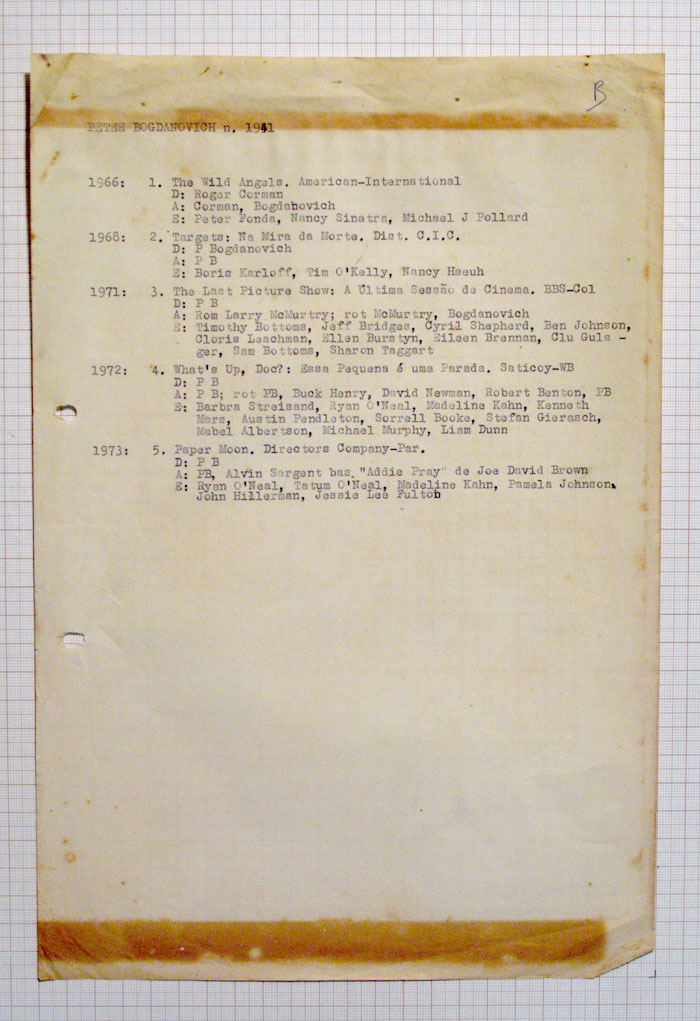 B
PETER BOGDANOVICH n. 1941
1966: 1. The Wild Angels. American-International
D: Roger Corman
A: Corman, Bogdabovich
E: Peter Fonda, Nancy Sinatra, Michael J Pollard
1968: 2. Targets: Na Mira da Morte. Dist. C.I.C.
D: P Bogdanovich
A: P B
E: Boris Karloff, Tim O'Kelly, Nancy Hseuh
1971: 3. The Last Picture Show: A Última Sessão de Cinema. BBS-Col
D: P B
A: Rom Larry McMurtry; rot McMurtry, Bogdanovich
E: Timothy Bottoms, Jeff Bridges, Cyril Shepherd, Ben Johnson,
Cloris Leachman, Ellen Burstyn, Eileen Brennan, Clu Gula -
ger, Sam Bottoms, Sharon Taggart
1972: 4. What's Up, Doc?: Essa Pequena é uma Parada. Saticoy-WB
D: P B
A: P B; rot PB, Buck Henry, David Newman, Robert Benton, PB
E: Barbra Streisand, Ryan O'Neal, Madeline Kahn, Kenneth
Mars, Austin Pendleton, Sorrell Booke, Stefan Gierasch,
Mabel Albertson, Michael Murphy, Liam Dunn
1973: 5. Paper Moon. Directors Company-Par.
D: P B
A: PB, Alvin Sargent bas. "Addie Pray" de Joe David Brown
E: Ryan O'Neal, Tatum O'Neal, Madeline Kahn, Pamela Johnson,
John Hillerman, Jessie Lee Fultob